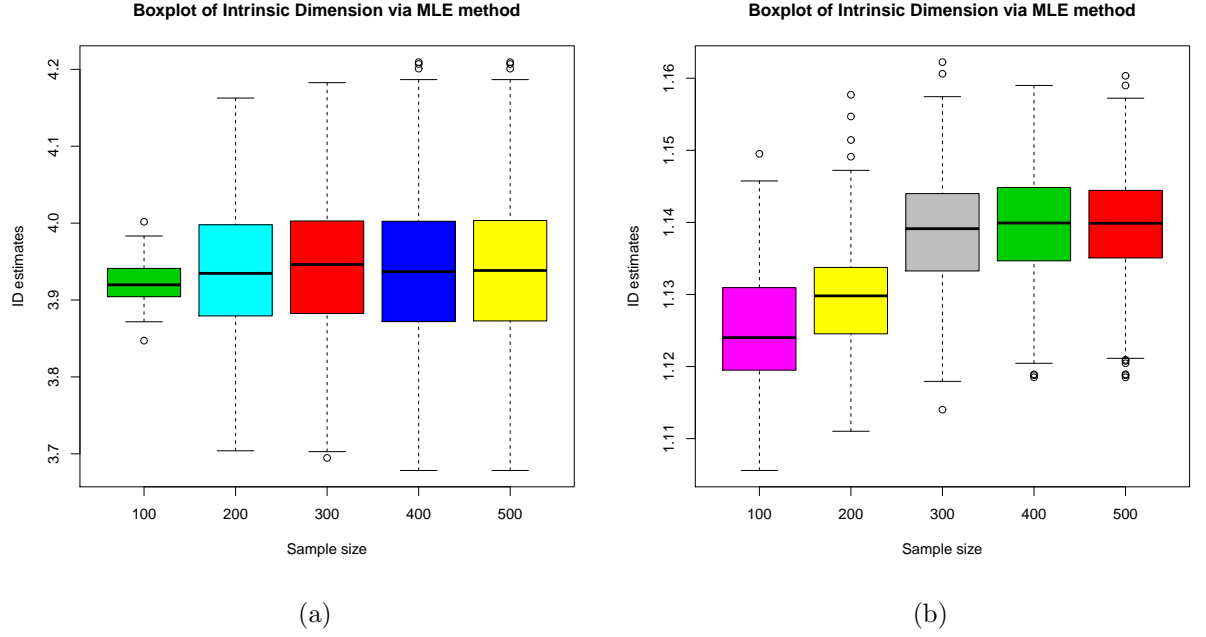 Boxplot of Intrinsic Dimension via MLE method
ID estimates
4.2
4.1
4.0
3.9
3.8
3.7
100 200 300 400 500
Sample size
(a)
Boxplot of Intrinsic Dimension via MLE method
ID estimates
1.16
1.15
1.14
1.13
1.12
1.11
100 200 300 400 500
Sample size
(b)